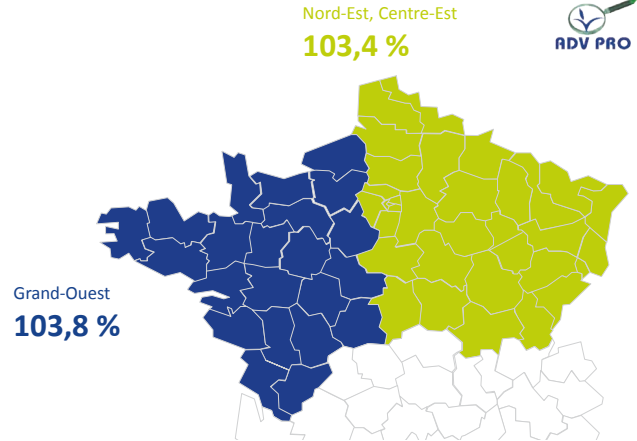 Nord-Est, Centre-Est
103,4 %
ADV PRO
Grand-Ouest
103,8 %